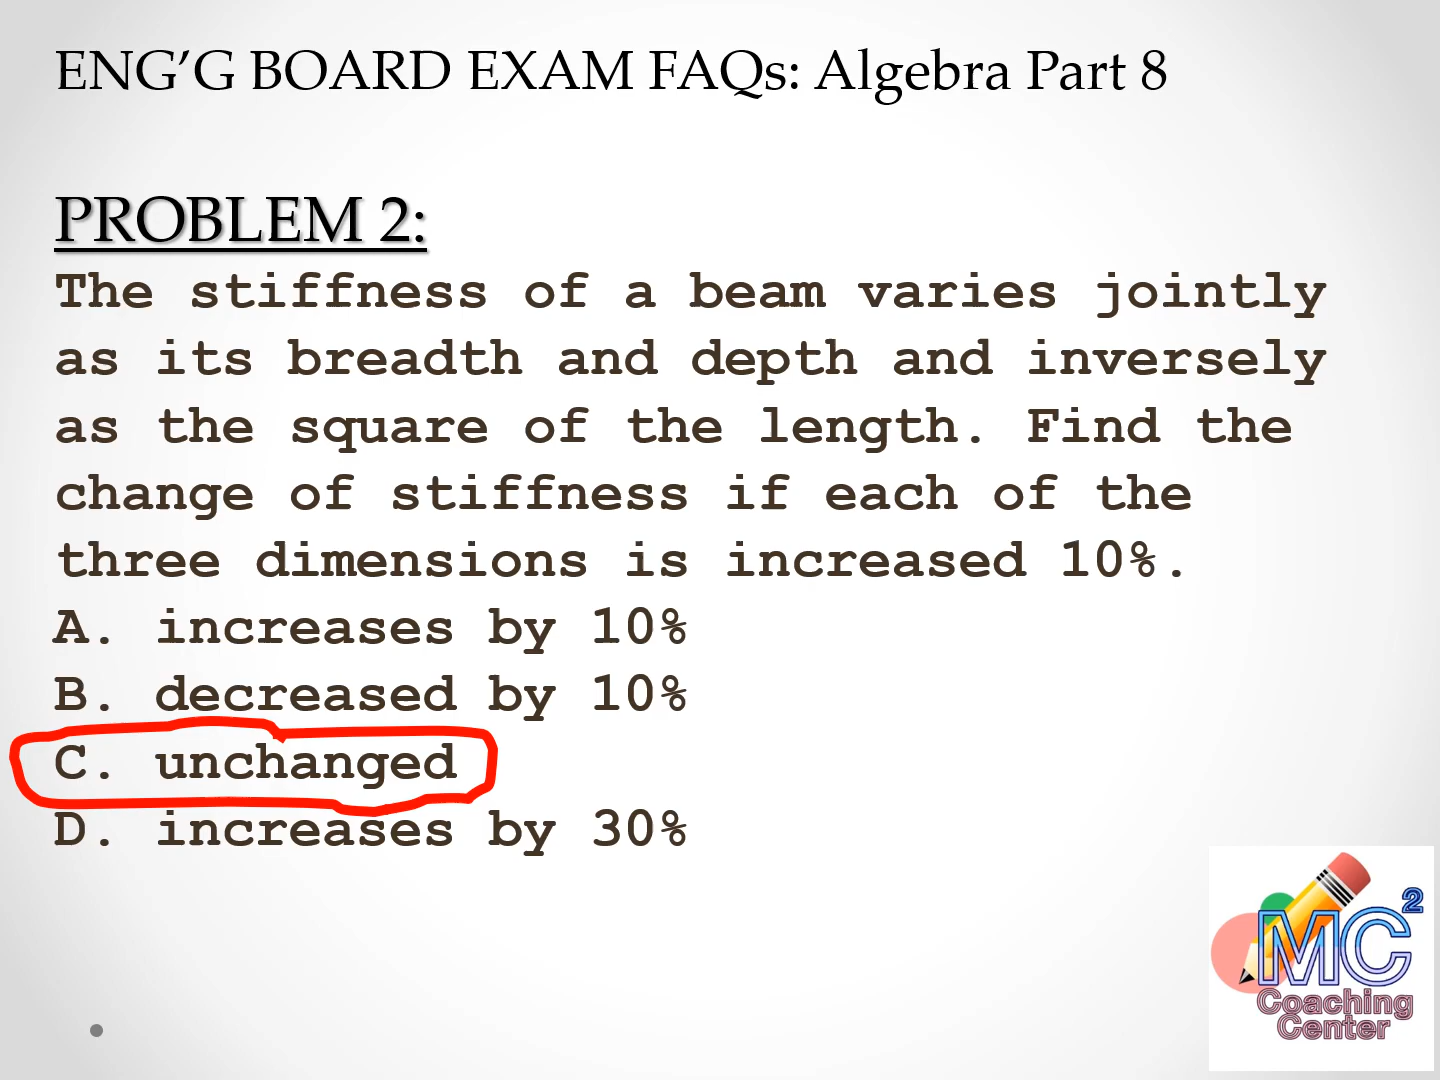 ENG’G BOARD EXAM FAQs: Algebra Part 8
PROBLEM 2:
The stiffness of a beam varies jointly
as its breadth and depth and inversely
as the square of the length. Find the
change of stiffness if each of the
three dimensions is increased 10%.
A. increases by 10%
B. decreased by 10%
C. unchanged
D. increases by 30%
MC2
Coaching
Center